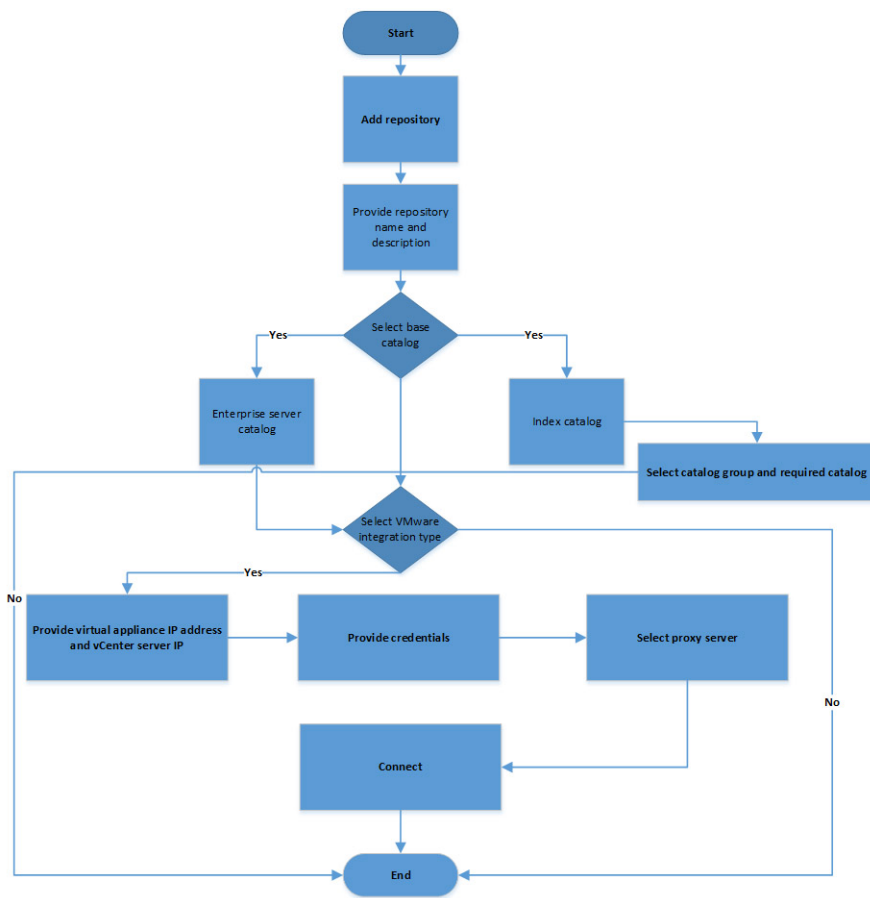 Start
Add repository
Provide repository
name and
description
Select base
catalog
Yes
Yes
Enterprise server
catalog
Index catalog
Select catalog group and required catalog
Select VMware
integration type
Yes
No
Provide virtual appliance IP address
and vCenter server IP
Provide credentials
Select proxy server
No
Connect
End